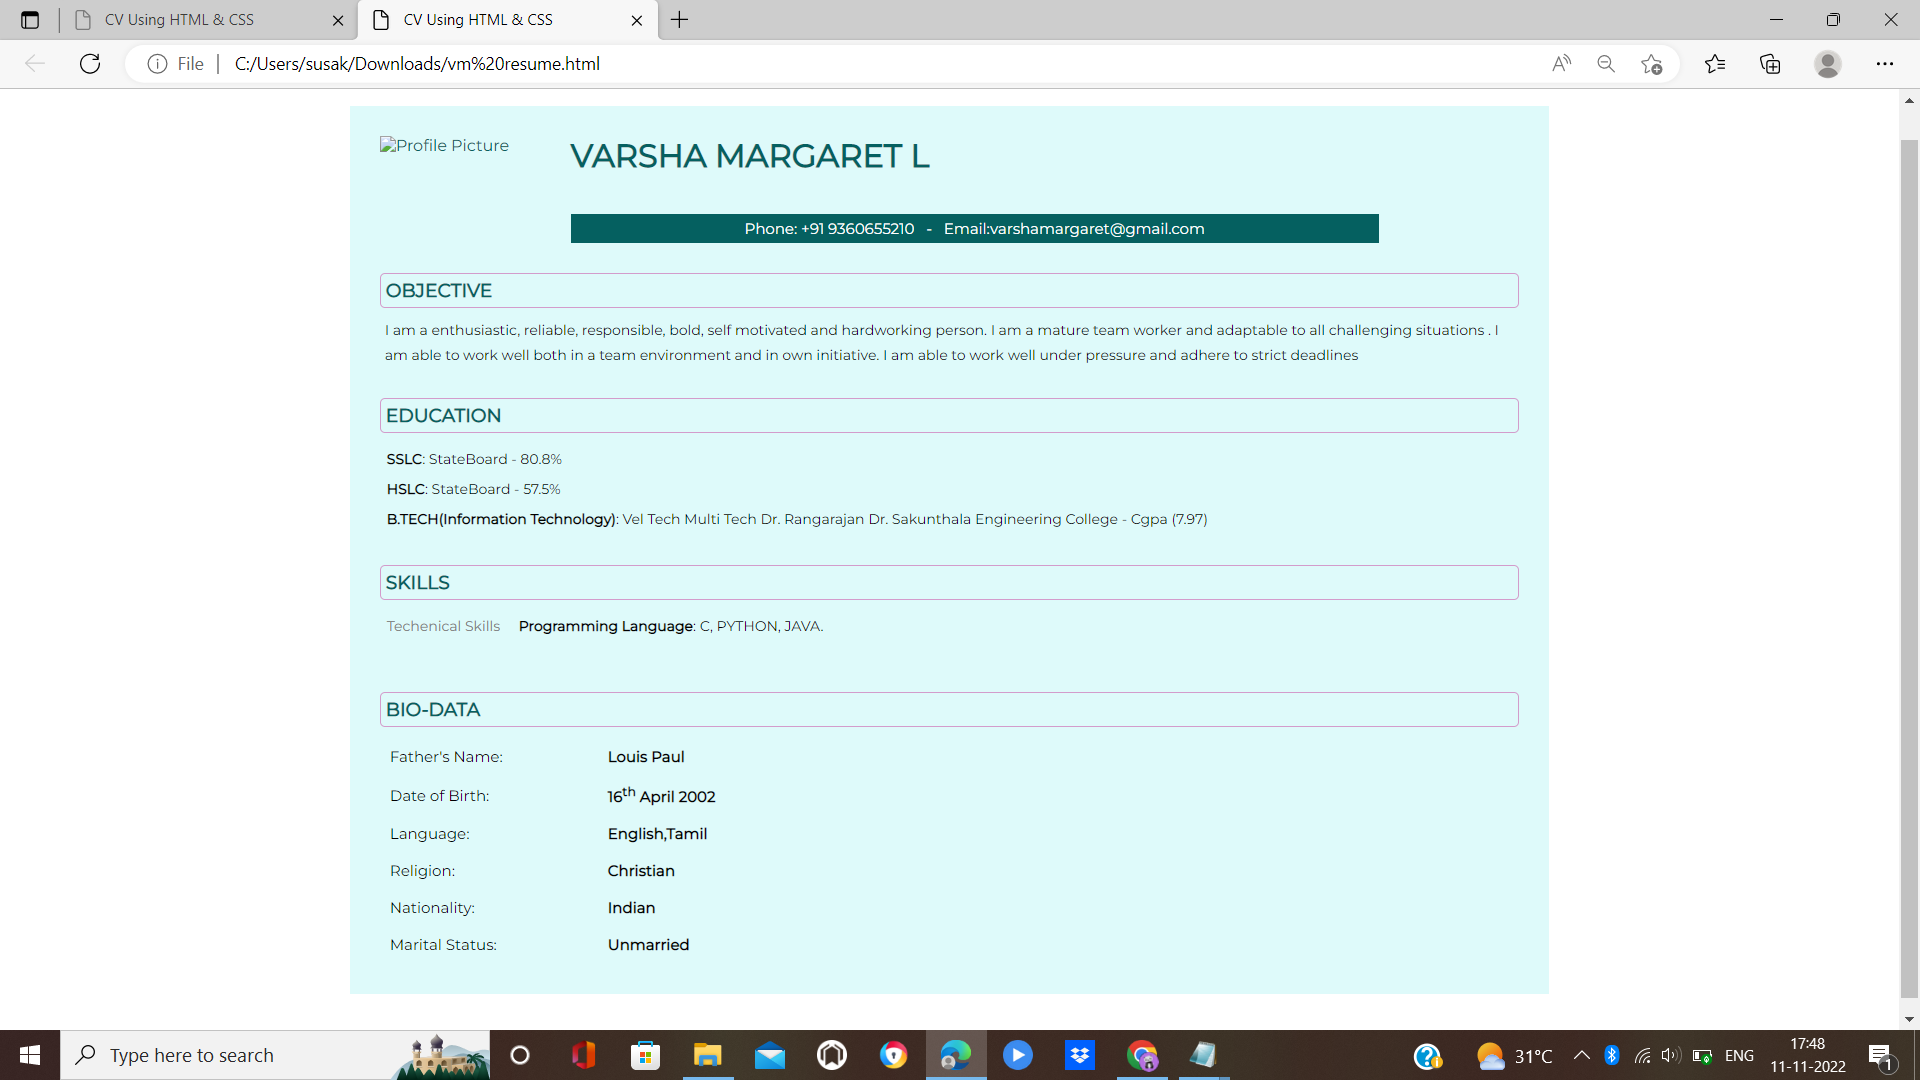 CV Using HTML & CSS
CV Using HTML & CSS
File
C:/Users/susak/Downloads/vm%20resume.html
Profile Picture
VARSHA MARGARET L
Phone: +91 9360655210 - Email:varshamargaret@gmail.com
OBJECTIVE
I am a enthusiastic, reliable, responsible, bold, self motivated and hardworking person. I am a mature team worker and adaptable to all challenging situations . I
am able to work well both in a team environment and in own initiative. I am able to work well under pressure and adhere to strict deadlines
EDUCATION
SSLC: StateBoard - 80.8%
HSLC: StateBoard - 57.5%
B.TECH(Information Technology): Vel Tech Multi Tech Dr. Rangarajan Dr. Sakunthala Engineering College - Cgpa (7.97)
SKILLS
Techenical Skills Programming Language: C, PYTHON, JAVA.
BIO-DATA
Father's Name: Louis Paul
Date of Birth: 16th April 2002
Language: English,Tamil
Religion: Christian
Nationality: Indian
Marital Status: Unmarried
Type here to search
31°C
ENG
17:48
11-11-2022
1